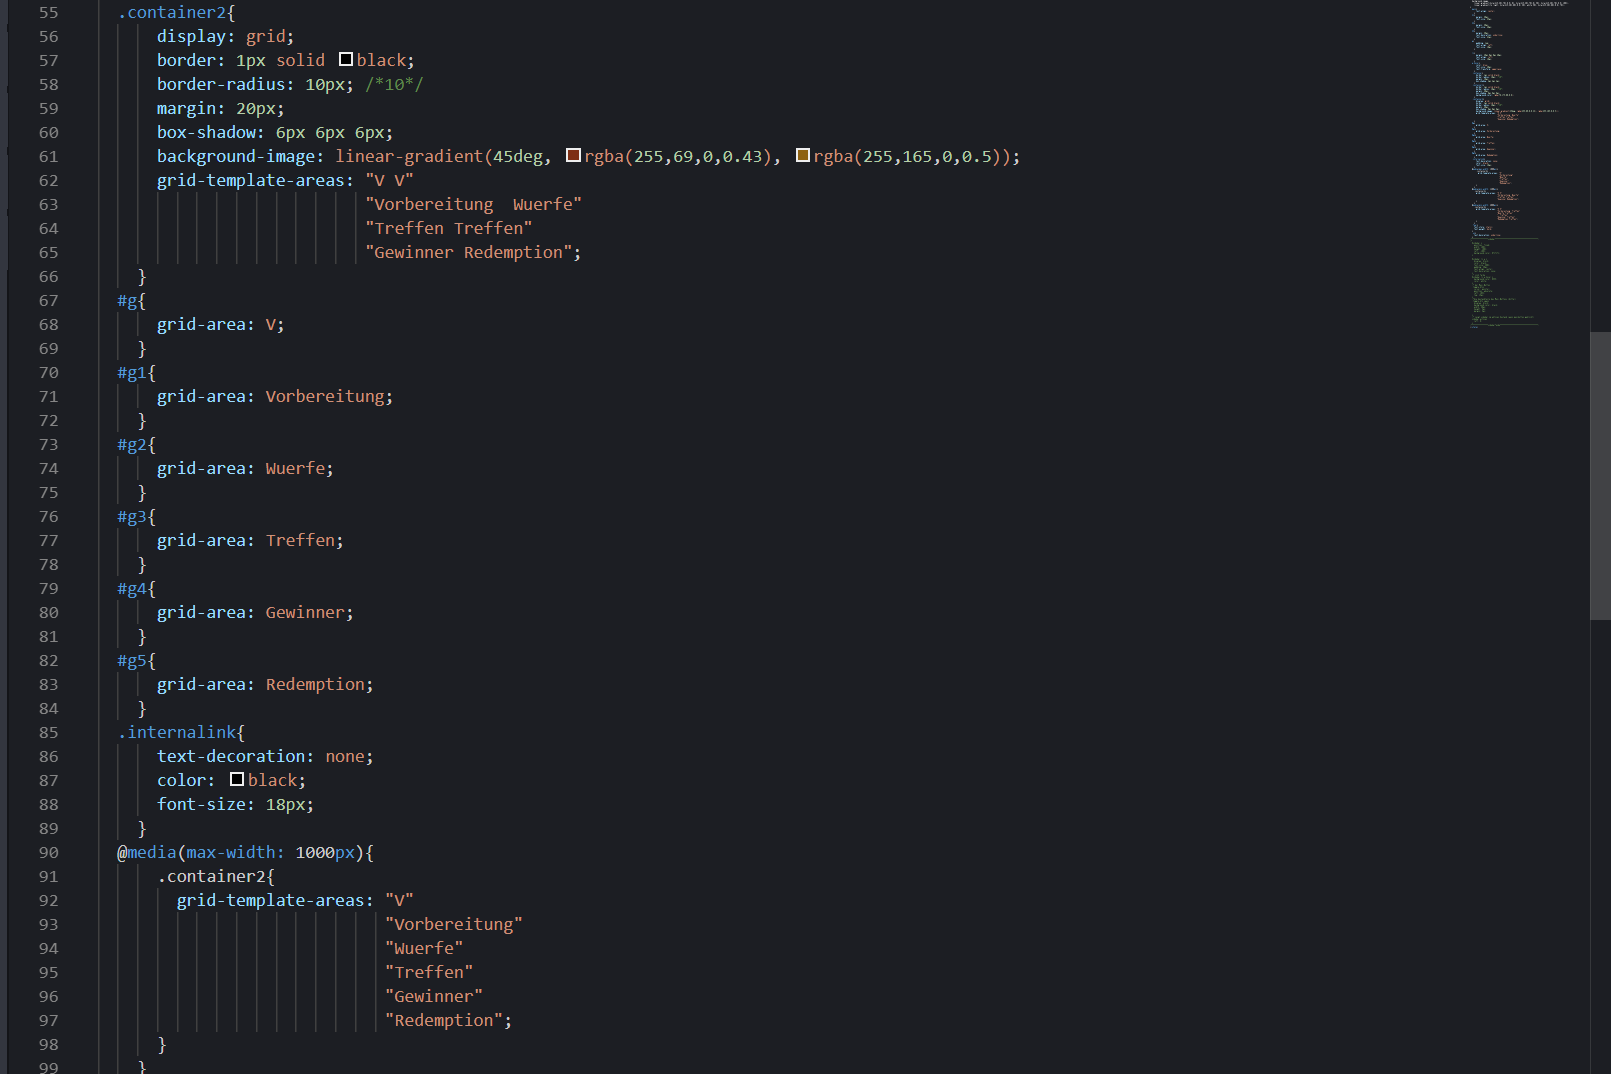 55 .container2{
56 display: grid;
57 border: 1px solid black;
58 border-radius: 10px; /*10*/
59 margin: 20px;
60 box-shadow: 6px 6px 6px;
61 background-image: linear-gradient(45deg, rgba(255,69,0,0.43), rgba(255,165,0,0.5));
62 grid-template-areas: "V V"
63 "Vorbereitung  Wuerfe"
64 "Treffen Treffen"
65 "Gewinner Redemption";
66 }
67 #g{
68 grid-area: V;
69 }
70 #g1{
71 grid-area: Vorbereitung;
72 }
73 #g2{
74 grid-area: Wuerfe;
75 }
76 #g3{
77 grid-area: Treffen;
78 }
79 #g4{
80 grid-area: Gewinner;
81 }
82 #g5{
83 grid-area: Redemption;
84 }
85 .internalink{
86 text-decoration: none;
87 color: black;
88 font-size: 18px;
89 }
90 @media(max-width: 1000px){
91 .container2{
92 grid-template-areas: "V"
93 "Vorbereitung"
94 "Wuerfe"
95 "Treffen"
96 "Gewinner"
97 "Redemption";
98 }
99 }